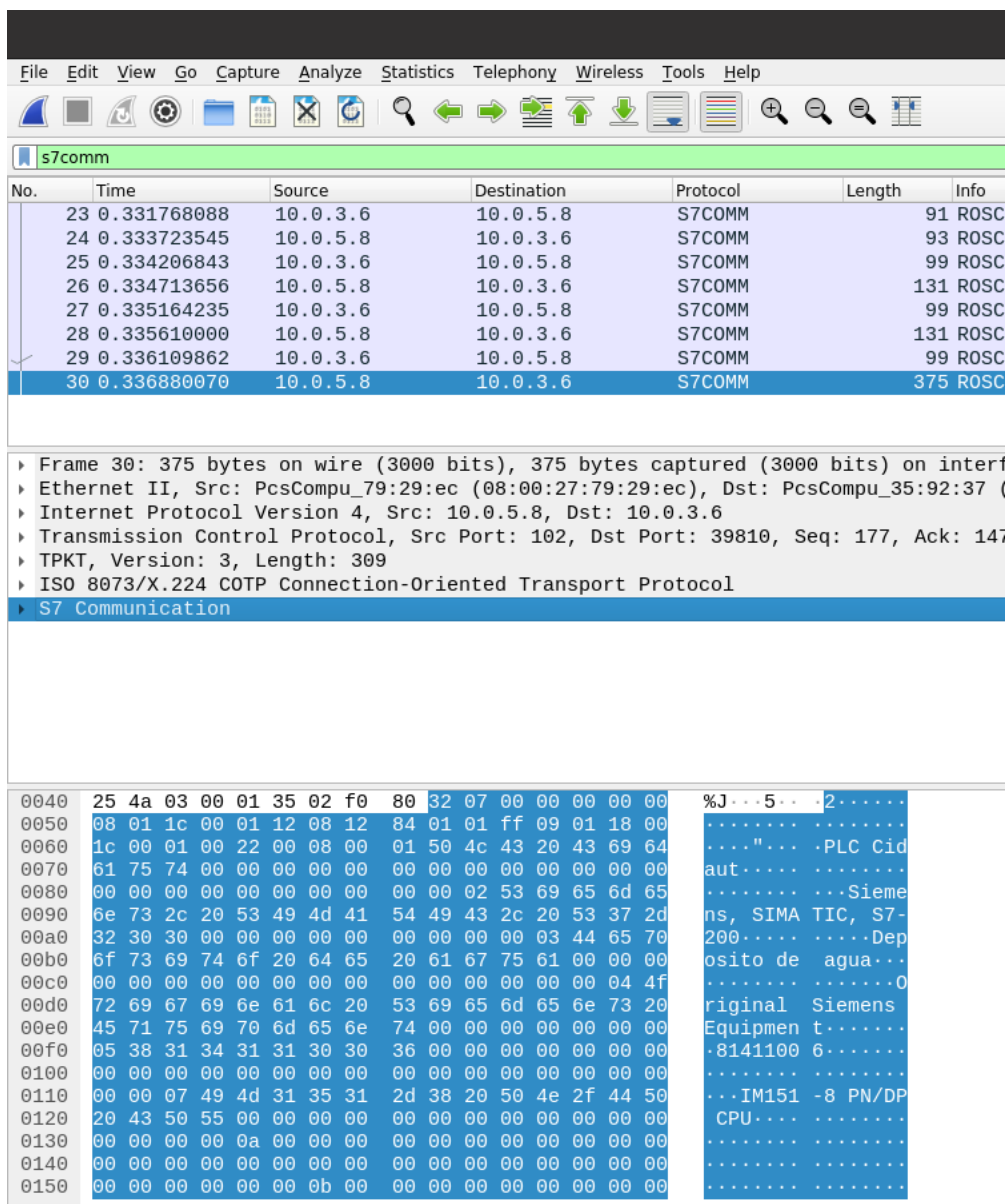 File Edit View Go Capture Analyze Statistics Telephony Wireless Tools Help
s7comm
No. Time Source Destination Protocol Length Info
23 0.331768088 10.0.3.6 10.0.5.8 S7COMM 91 ROSC
24 0.333723545 10.0.5.8 10.0.3.6 S7COMM 93 ROSC
25 0.334206843 10.0.3.6 10.0.5.8 S7COMM 99 ROSC
26 0.334713656 10.0.5.8 10.0.3.6 S7COMM 131 ROSC
27 0.335164235 10.0.3.6 10.0.5.8 S7COMM 99 ROSC
28 0.335610000 10.0.5.8 10.0.3.6 S7COMM 131 ROSC
29 0.336109862 10.0.3.6 10.0.5.8 S7COMM 99 ROSC
30 0.336880070 10.0.5.8 10.0.3.6 S7COMM 375 ROSC
Frame 30: 375 bytes on wire (3000 bits), 375 bytes captured (3000 bits) on interf
Ethernet II, Src: PcsCompu_79:29:ec (08:00:27:79:29:ec), Dst: PcsCompu_35:92:37 (
Internet Protocol Version 4, Src: 10.0.5.8, Dst: 10.0.3.6
Transmission Control Protocol, Src Port: 102, Dst Port: 39810, Seq: 177, Ack: 147
TPKT, Version: 3, Length: 309
ISO 8073/X.224 COTP Connection-Oriented Transport Protocol
S7 Communication
0040 25 4a 03 00 01 35 02 f0 80 32 07 00 00 00 00 00 %J···5·· ·2······
0050 08 01 1c 00 01 12 08 12 84 01 01 ff 09 01 18 00 ········ ········
0060 1c 00 01 00 22 00 08 00 01 50 4c 43 20 43 69 64 ····"··· ·PLC Cid
0070 61 75 74 00 00 00 00 00 00 00 00 00 00 00 00 00 aut····· ········
0080 00 00 00 00 00 00 00 00 00 00 02 53 69 65 6d 65 ········ ···Sieme
0090 6e 73 2c 20 53 49 4d 41 54 49 43 2c 20 53 37 2d ns, SIMA TIC, S7-
00a0 32 30 30 00 00 00 00 00 00 00 00 00 03 44 65 70 200····· ·····Dep
00b0 6f 73 69 74 6f 20 64 65 20 61 67 75 61 00 00 00 osito de agua···
00c0 00 00 00 00 00 00 00 00 00 00 00 00 00 00 04 4f ········ ·······O
00d0 72 69 67 69 6e 61 6c 20 53 69 65 6d 65 6e 73 20 riginal Siemens
00e0 45 71 75 69 70 6d 65 6e 74 00 00 00 00 00 00 00 Equipmen t·······
00f0 05 38 31 34 31 31 30 30 36 00 00 00 00 00 00 00 ·8141100 6·······
0100 00 00 00 00 00 00 00 00 00 00 00 00 00 00 00 00 ········ ········
0110 00 00 07 49 4d 31 35 31 2d 38 20 50 4e 2f 44 50 ···IM151 -8 PN/DP
0120 20 43 50 55 00 00 00 00 00 00 00 00 00 00 00 00 CPU···· ········
0130 00 00 00 00 0a 00 00 00 00 00 00 00 00 00 00 00 ········ ········
0140 00 00 00 00 00 00 00 00 00 00 00 00 00 00 00 00 ········ ········
0150 00 00 00 00 00 00 0b 00 00 00 00 00 00 00 00 00 ········ ········